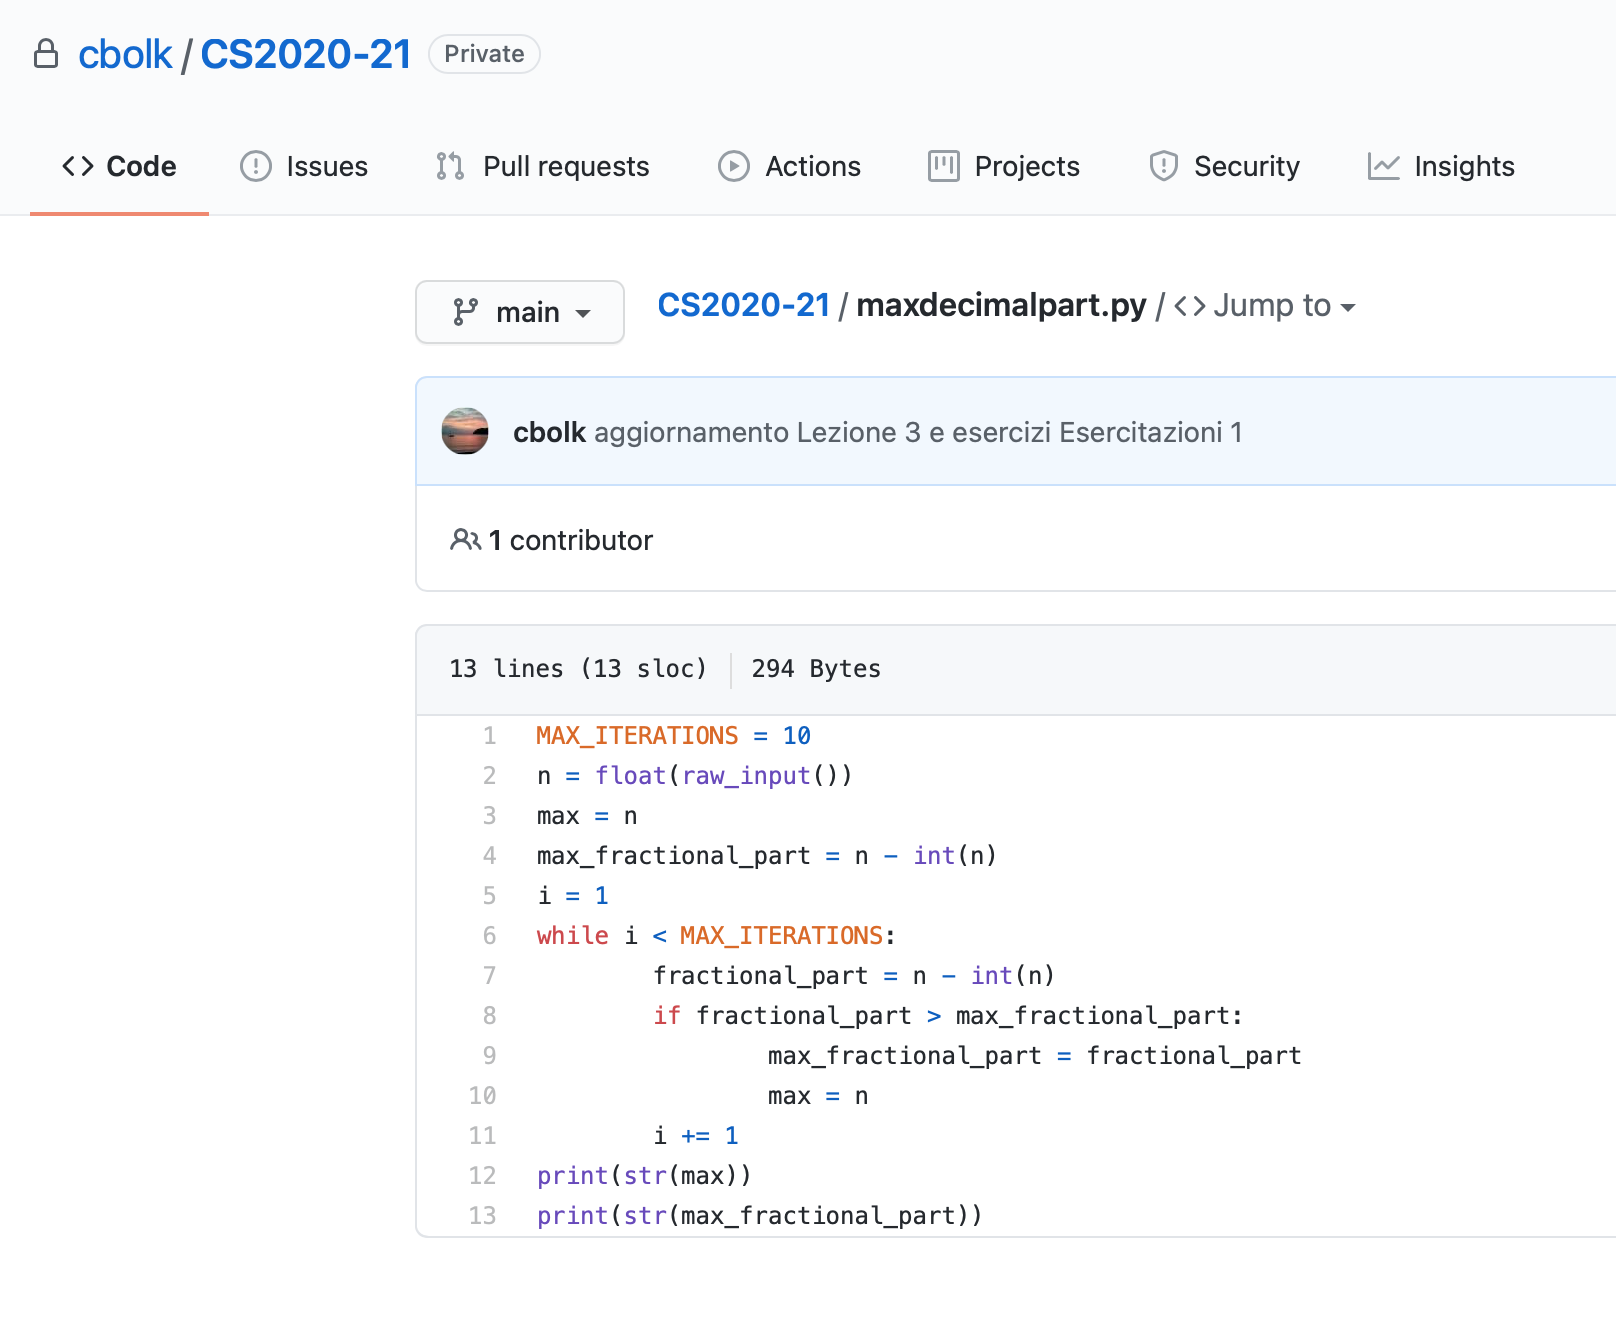 cbolk / CS2020-21 Private
Code Issues Pull requests Actions Projects Security Insights
main CS2020-21 / maxdecimalpart.py / <> Jump to
cbolk aggiornamento Lezione 3 e esercizi Esercitazioni 1
1 contributor
13 lines (13 sloc) 294 Bytes
1 MAX_ITERATIONS = 10
2 n = float(raw_input())
3 max = n
4 max_fractional_part = n - int(n)
5 i = 1
6 while i < MAX_ITERATIONS:
7 fractional_part = n - int(n)
8 if fractional_part > max_fractional_part:
9 max_fractional_part = fractional_part
10 max = n
11 i += 1
12 print(str(max))
13 print(str(max_fractional_part))